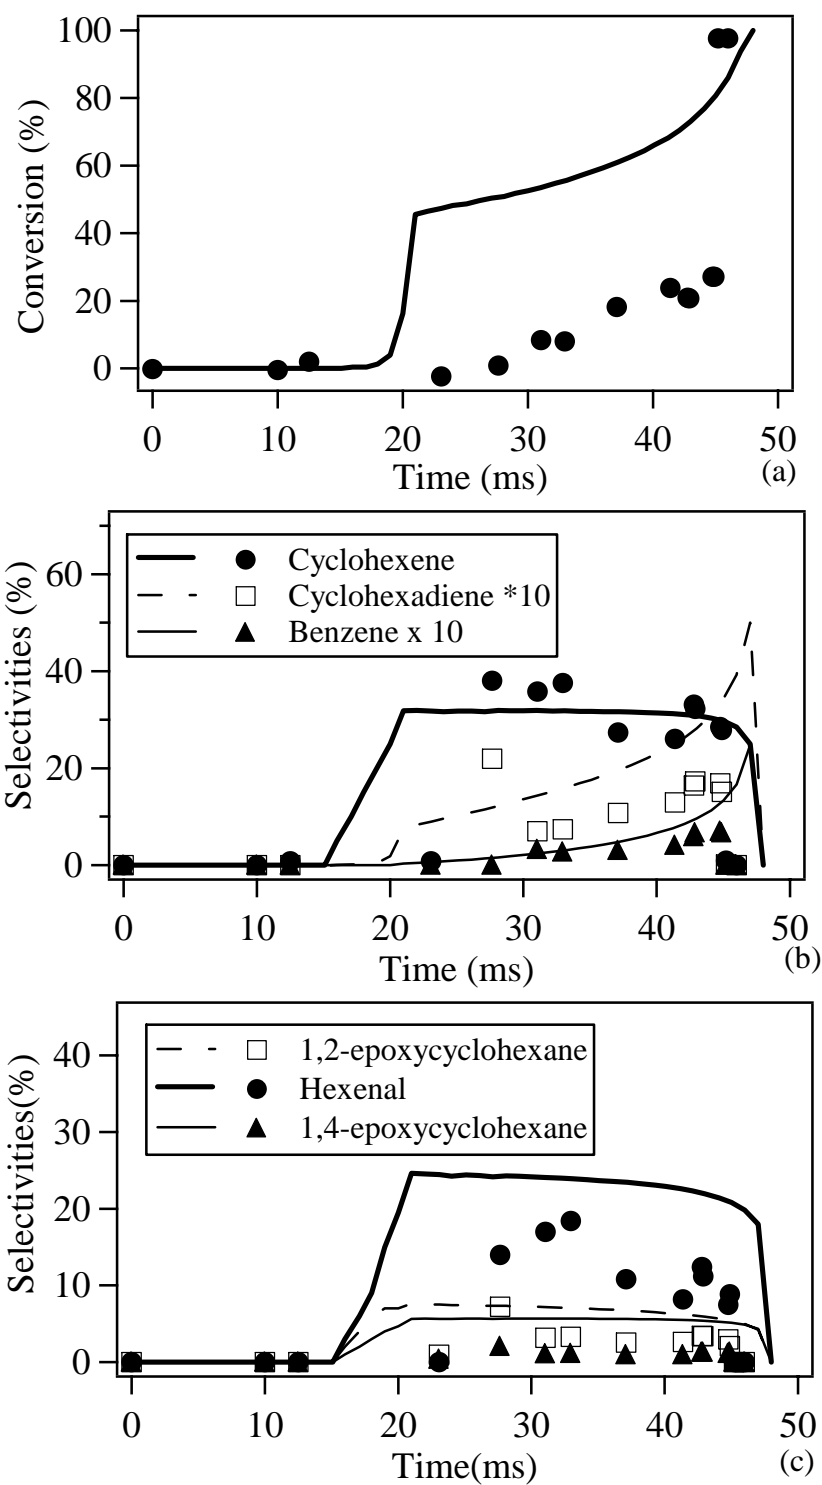 100
80
60
40
20
0
Conversion (%)
0 10 20 30 40 50
Time (ms)
(a)
Cyclohexene
Cyclohexadiene *10
Benzene x 10
60
40
20
0
Selectivities (%)
0 10 20 30 40 50
Time (ms)
(b)
1,2-epoxycyclohexane
Hexenal
1,4-epoxycyclohexane
40
30
20
10
0
Selectivities(%)
0 10 20 30 40 50
Time(ms)
(c)